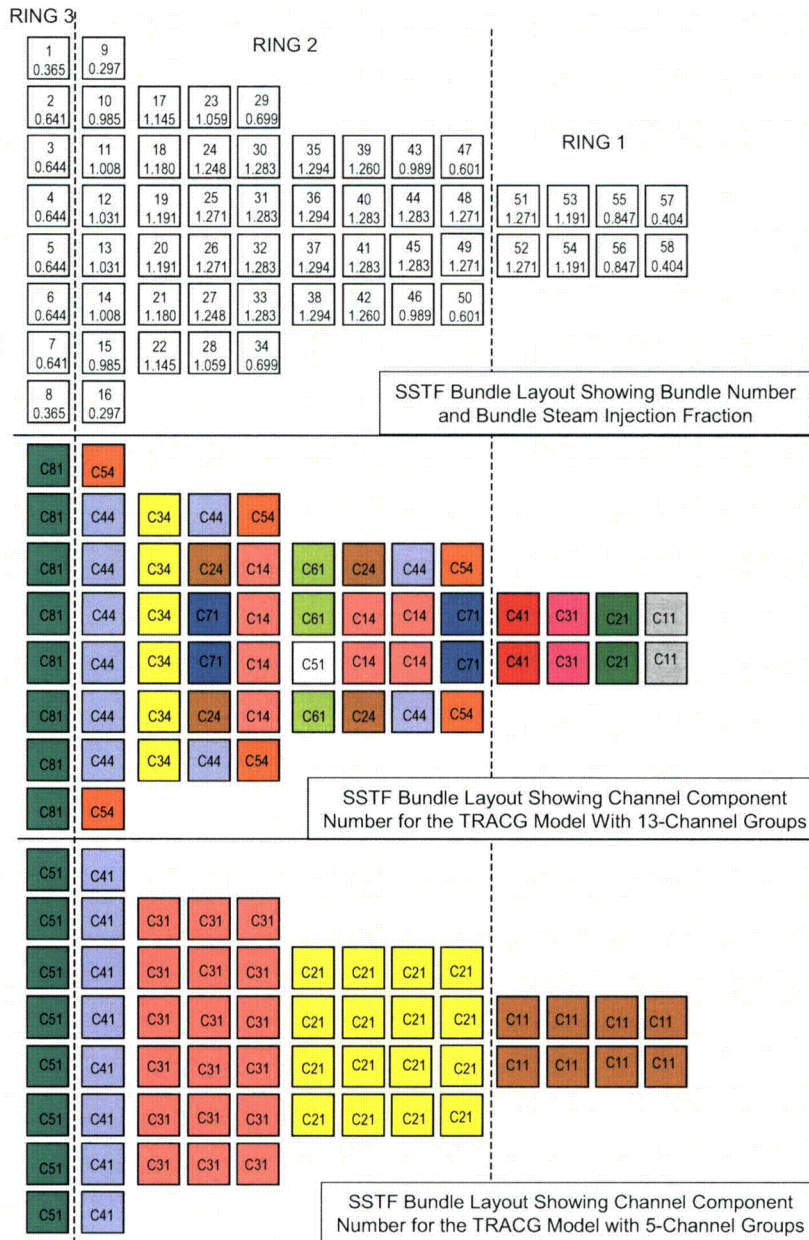 RING 3
RING 2
1 9
0.365 0.297
2 10 17 23 29
0.641 0.985 1.145 1.059 0.699
RING 1
3 11 18 24 30 35 39 43 47
0.644 1.008 1.180 1.248 1.283 1.294 1.260 0.989 0.601
4 12 19 25 31 36 40 44 48 51 53 55 57
0.644 1.031 1.191 1.271 1.283 1.294 1.283 1.283 1.271 1.271 1.191 0.847 0.404
5 13 20 26 32 37 41 45 49 52 54 56 58
0.644 1.031 1.191 1.271 1.283 1.294 1.283 1.283 1.271 1.271 1.191 0.847 0.404
6 14 21 27 33 38 42 46 50
0.644 1.008 1.180 1.248 1.283 1.294 1.260 0.989 0.601
7 15 22 28 34
0.641 0.985 1.145 1.059 0.699
8 16
0.365 0.297
SSTF Bundle Layout Showing Bundle Number
and Bundle Steam Injection Fraction
C81 C54
C81 C44 C34 C44 C54
C81 C44 C34 C24 C14 C61 C24 C44 C54
C81 C44 C34 C71 C14 C61 C14 C14 C71 C41 C31 C21 C11
C81 C44 C34 C71 C14 C51 C14 C14 C71 C41 C31 C21 C11
C81 C44 C34 C24 C14 C61 C24 C44 C54
C81 C44 C34 C44 C54
C81 C54
SSTF Bundle Layout Showing Channel Component
Number for the TRACG Model With 13-Channel Groups
C51 C41
C51 C41 C31 C31 C31
C51 C41 C31 C31 C31 C21 C21 C21 C21
C51 C41 C31 C31 C31 C21 C21 C21 C21 C11 C11 C11 C11
C51 C41 C31 C31 C31 C21 C21 C21 C21 C11 C11 C11 C11
C51 C41 C31 C31 C31 C21 C21 C21 C21
C51 C41 C31 C31 C31
C51 C41
SSTF Bundle Layout Showing Channel Component
Number for the TRACG Model with 5-Channel Groups